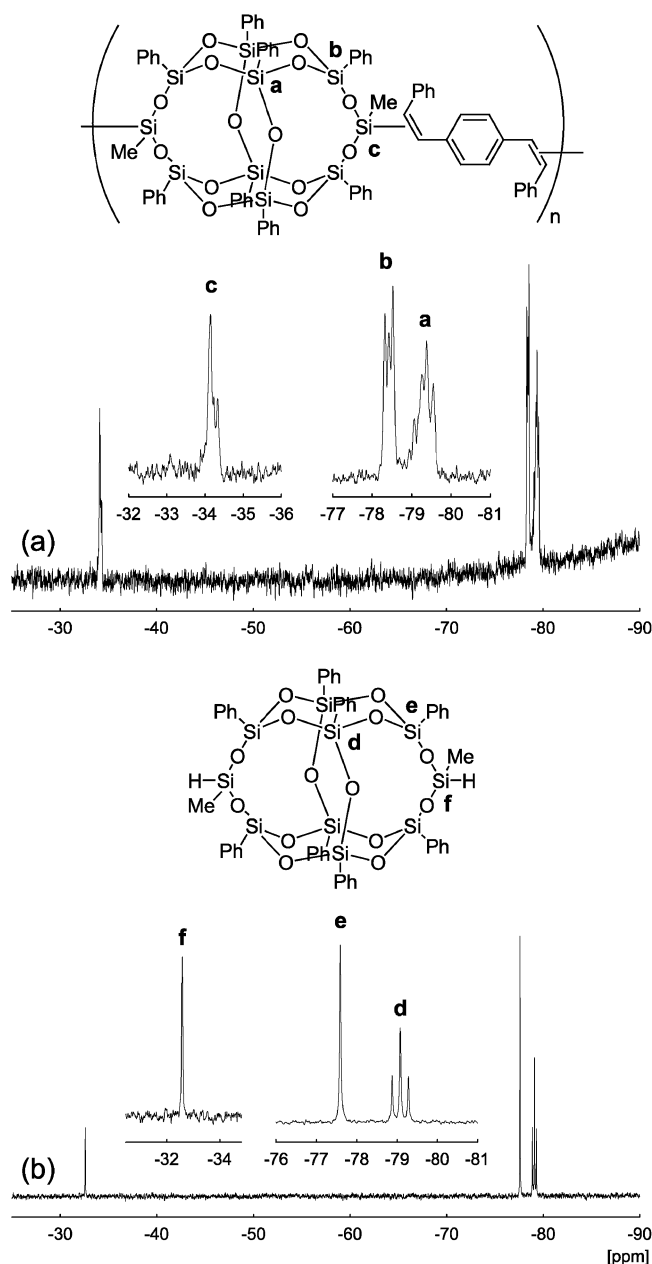 Ph
O Si Ph O b
Ph O Si O Si Ph
Si a
O O Me Ph
Si O O Si
Me O O c
Ph Si O Si O Si Ph
O Ph Si O Ph
Ph n
b
c
a
-32 -33 -34 -35 -36
-77 -78 -79 -80 -81
(a)
-30 -40 -50 -60 -70 -80 -90
Ph
O Si Ph O e
Ph O Si O Si Ph
Si d
O O O Me
H Si O Si H
Me O O f
Si O Si O Si
Ph O Ph Si O Ph
Ph
e
f
d
-32 -34
-76 -77 -78 -79 -80 -81
(b)
-30 -40 -50 -60 -70 -80 -90
[ppm]